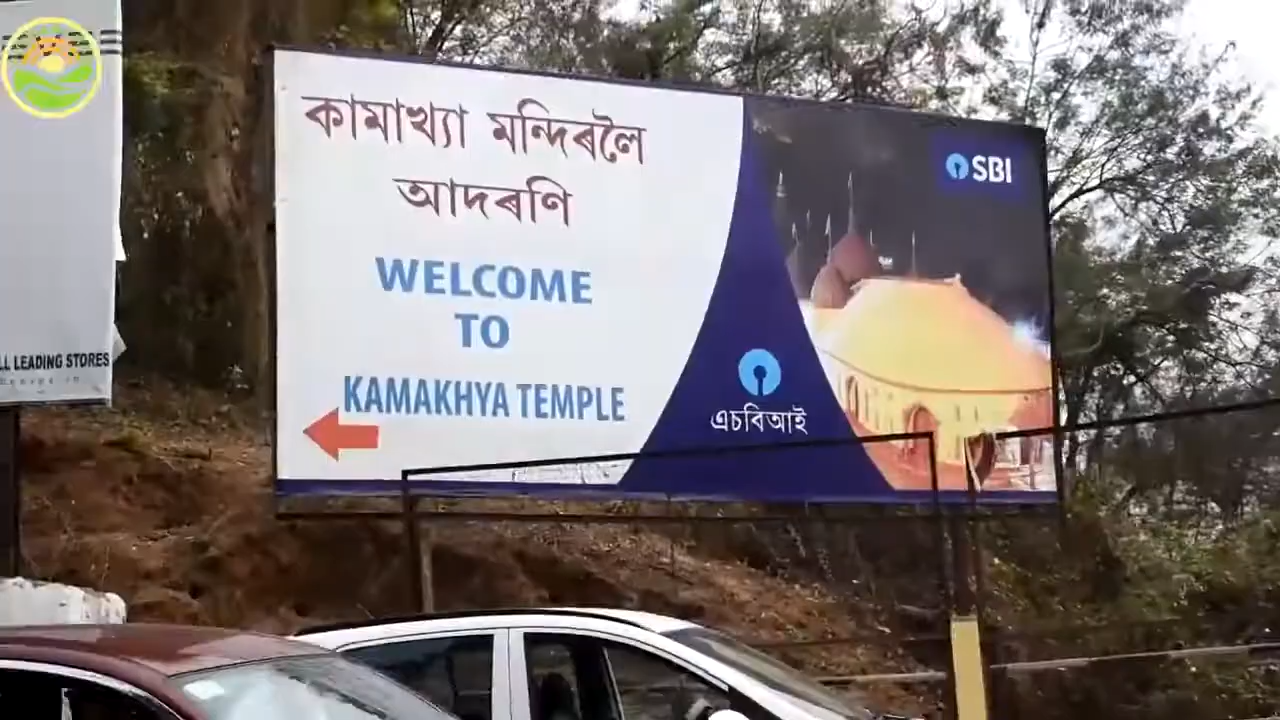 কামাখ্যা মন্দিৰলৈ
আদৰণি
WELCOME
TO
KAMAKHYA TEMPLE
SBI
এচবিআই
LL LEADING STORES